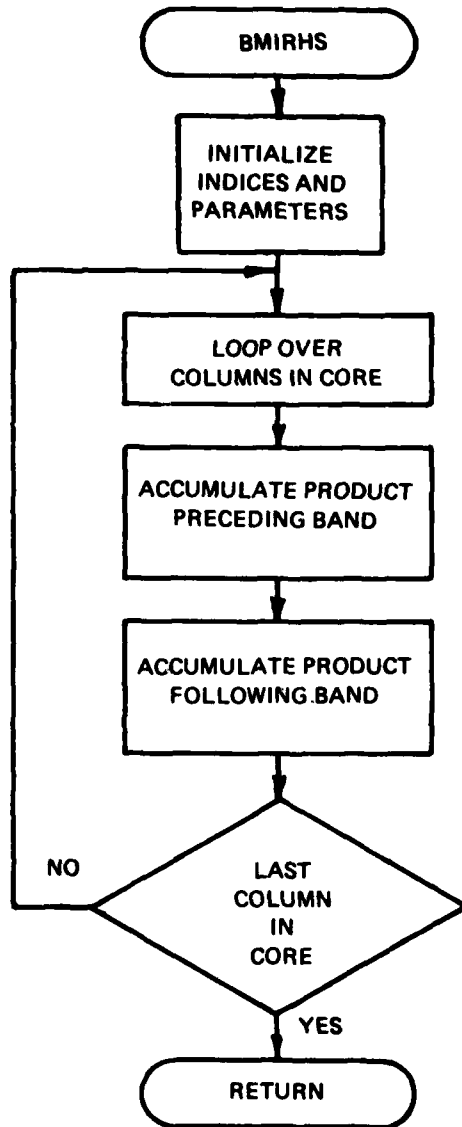 BMIRHS
INITIALIZE
INDICES AND
PARAMETERS
LOOP OVER
COLUMNS IN CORE
ACCUMULATE PRODUCT
PRECEDING BAND
ACCUMULATE PRODUCT
FOLLOWING.BAND
NO
LAST
COLUMN
IN
CORE
YES
RETURN